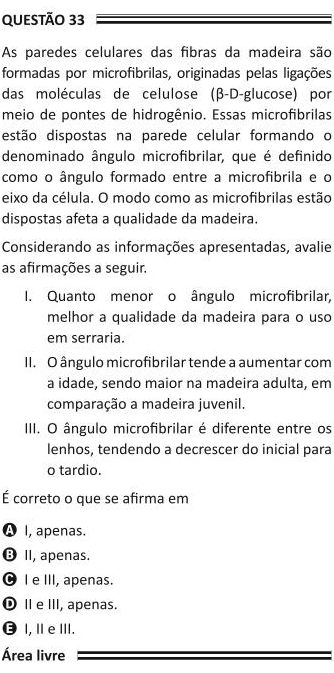 QUESTÃO 33
As paredes celulares das fibras da madeira são
formadas por microfibrilas, originadas pelas ligações
das moléculas de celulose (β-D-glucose) por
meio de pontes de hidrogênio. Essas microfibrilas
estão dispostas na parede celular formando o
denominado ângulo microfibrilar, que é definido
como o ângulo formado entre a microfibrila e o
eixo da célula. O modo como as microfibrilas estão
dispostas afeta a qualidade da madeira.
Considerando as informações apresentadas, avalie
as afirmações a seguir.
I. Quanto menor o ângulo microfibrilar,
melhor a qualidade da madeira para o uso
em serraria.
II. O ângulo microfibrilar tende a aumentar com
a idade, sendo maior na madeira adulta, em
comparação a madeira juvenil.
III. O ângulo microfibrilar é diferente entre os
lenhos, tendendo a decrescer do inicial para
o tardio.
É correto o que se afirma em
A I, apenas.
B II, apenas.
C I e III, apenas.
D II e III, apenas.
E I, II e III.
Área livre